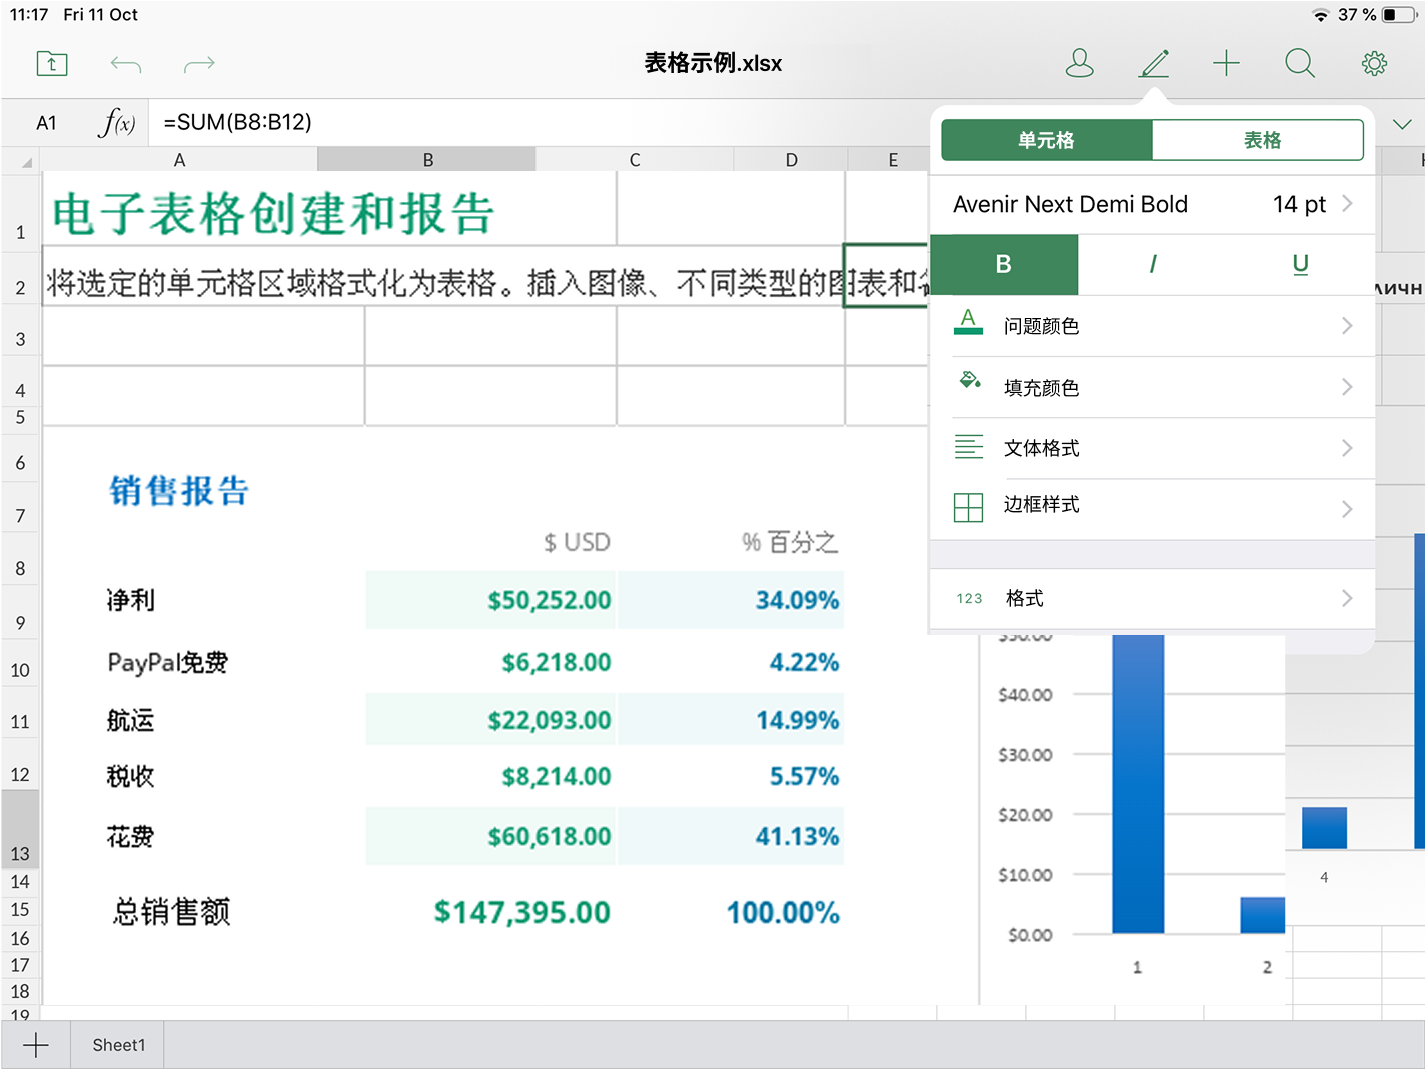 11:17 Fri 11 Oct 37 %
表格示例.xlsx
A1 f(x) =SUM(B8:B12)
单元格 表格
A B C D E
Avenir Next Demi Bold 14 pt
B I U
1 电子表格创建和报告
2 将选定的单元格区域格式化为表格。插入图像、不同类型的图表和
ичн
3
4
5
A 问题颜色
填充颜色
文体格式
边框样式
123 格式
6
销售报告
7
$ USD % 百分之
8
净利 $50,252.00 34.09%
9
10 PayPal免费 $6,218.00 4.22%
11 航运 $22,093.00 14.99%
12 税收 $8,214.00 5.57%
13 花费 $60,618.00 41.13%
14
15 总销售额 $147,395.00 100.00%
16
17
18
19
$50.00
$40.00
$30.00
$20.00
$10.00
$0.00
1 2
4
Sheet1